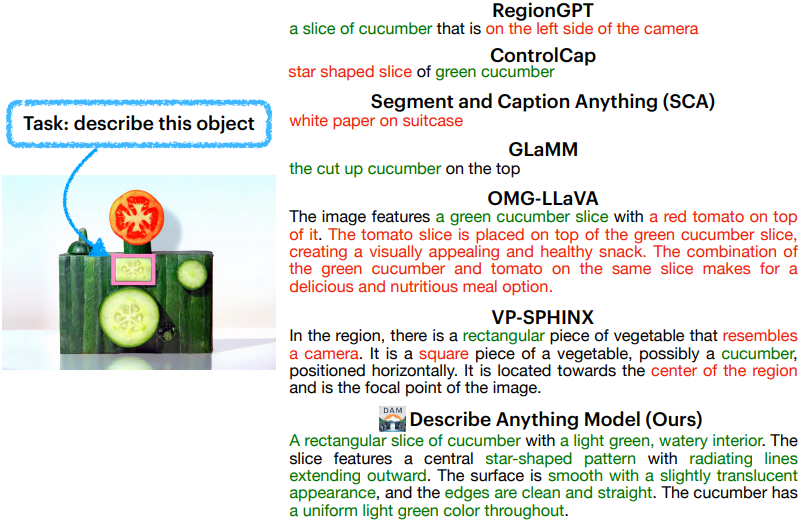 RegionGPT
a slice of cucumber that is on the left side of the camera
ControlCap
star shaped slice of green cucumber
Segment and Caption Anything (SCA)
white paper on suitcase
Task: describe this object
GLaMM
the cut up cucumber on the top
OMG-LLaVA
The image features a green cucumber slice with a red tomato on top
of it. The tomato slice is placed on top of the green cucumber slice,
creating a visually appealing and healthy snack. The combination of
the green cucumber and tomato on the same slice makes for a
delicious and nutritious meal option.
VP-SPHINX
In the region, there is a rectangular piece of vegetable that resembles
a camera. It is a square piece of a vegetable, possibly a cucumber,
positioned horizontally. It is located towards the center of the region
and is the focal point of the image.
DAM
Describe Anything Model (Ours)
A rectangular slice of cucumber with a light green, watery interior. The
slice features a central star-shaped pattern with radiating lines
extending outward. The surface is smooth with a slightly translucent
appearance, and the edges are clean and straight. The cucumber has
a uniform light green color throughout.